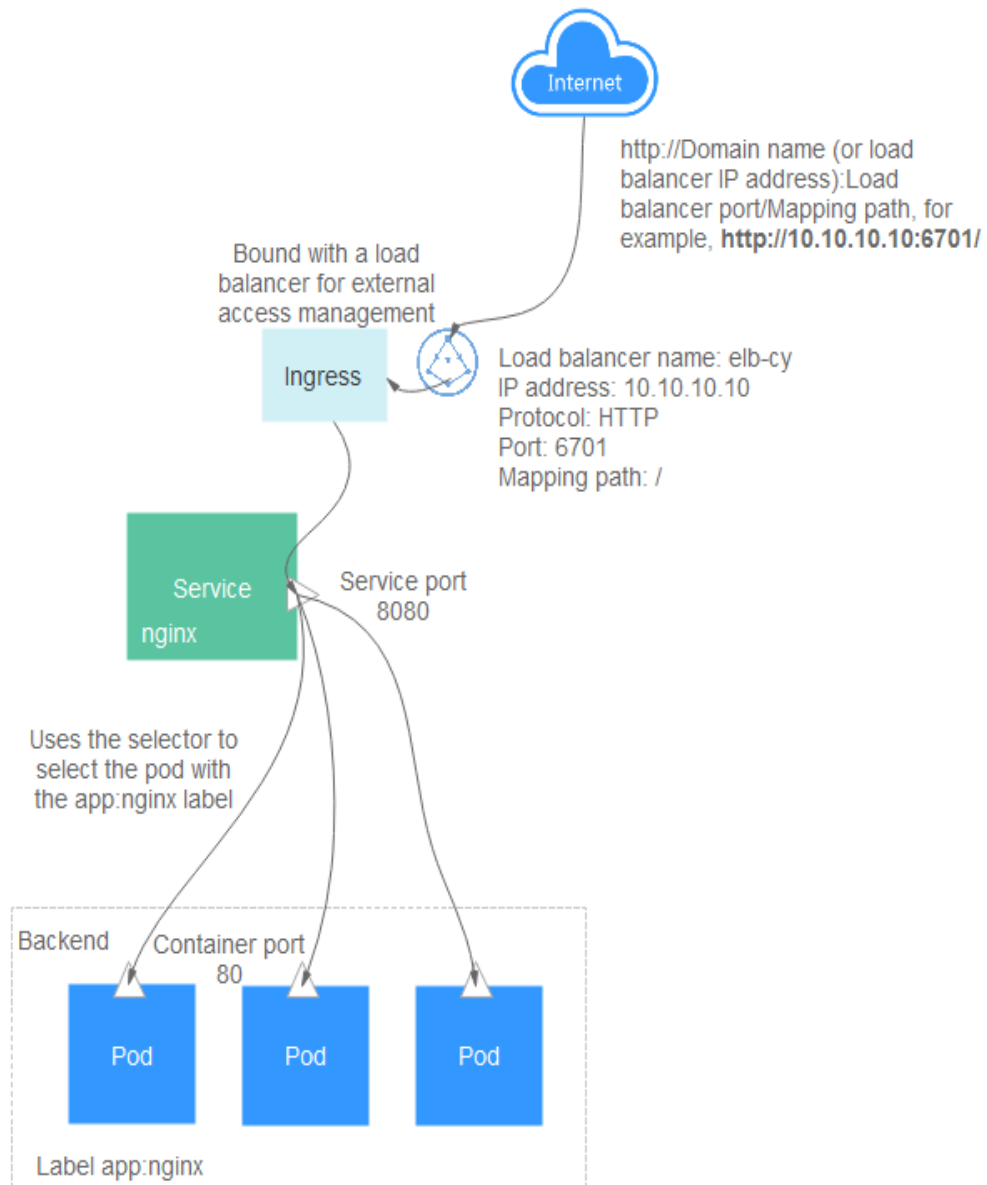 Internet
http://Domain name (or load
balancer IP address):Load
balancer port/Mapping path, for
example, http://10.10.10.10:6701/
Bound with a load
balancer for external
access management
Ingress
Load balancer name: elb-cy
IP address: 10.10.10.10
Protocol: HTTP
Port: 6701
Mapping path: /
Service
nginx
Service port
8080
Uses the selector to
select the pod with
the app:nginx label
Backend
Container port
80
Pod
Pod
Pod
Label app:nginx